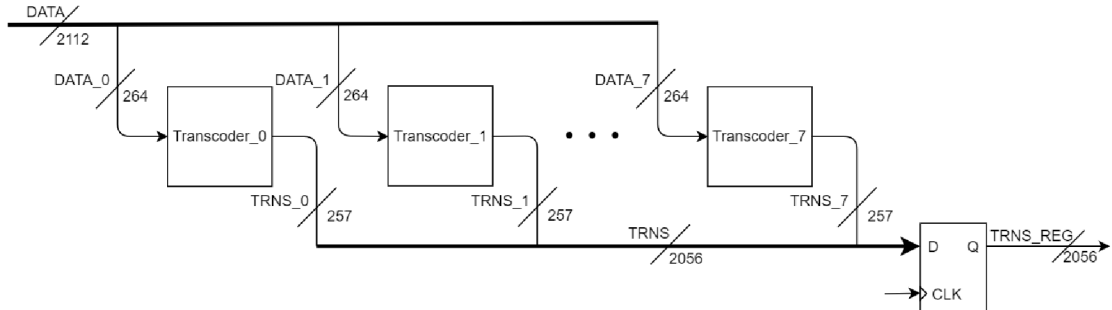 DATA
2112
DATA_0
264
DATA_1
264
DATA_7
264
Transcoder_0
Transcoder_1
Transcoder_7
TRNS_0
257
TRNS_1
257
TRNS_7
257
TRNS
2056
D Q
CLK
TRNS_REG
2056